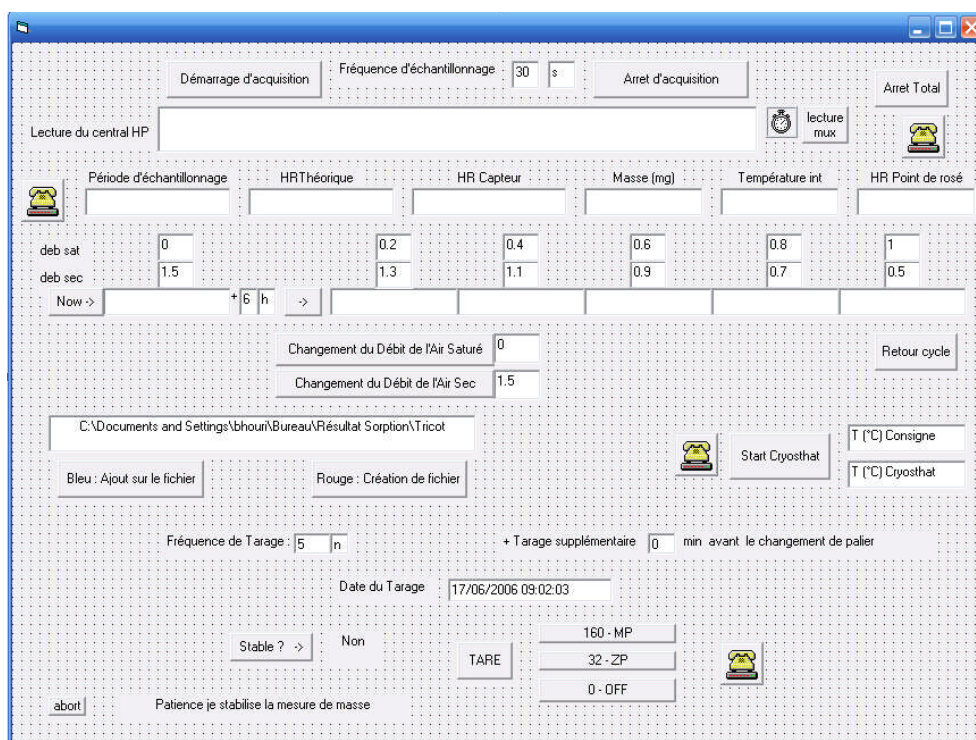 Démarrage d'acquisition Fréquence d'échantillonnage 30 s Arret d'acquisition
Arret Total
Lecture du central HP lecture
mux
Période d'échantillonnage HRThéorique HR Capteur Masse (mg) Température int HR Point de rosé
deb sat 0 0.2 0.4 0.6 0.8 1
deb sec 1.5 1.3 1.1 0.9 0.7 0.5
Now -> + 6 h ->
Changement du Débit de l'Air Saturé 0
Retour cycle
Changement du Débit de l'Air Sec 1.5
C:\Documents and Settings\bhouri\Bureau\Résultat Sorption\Tricot
T (°C) Consigne
Start Cryosthat
T (°C) Cryosthat
Bleu : Ajout sur le fichier Rouge : Création de fichier
Fréquence de Tarage : 5 n + Tarage supplémentaire 0 min avant le changement de palier
Date du Tarage 17/06/2006 09:02:03
160 - MP
Stable ? -> Non
TARE 32 - ZP
0 - OFF
abort Patience je stabilise la mesure de masse